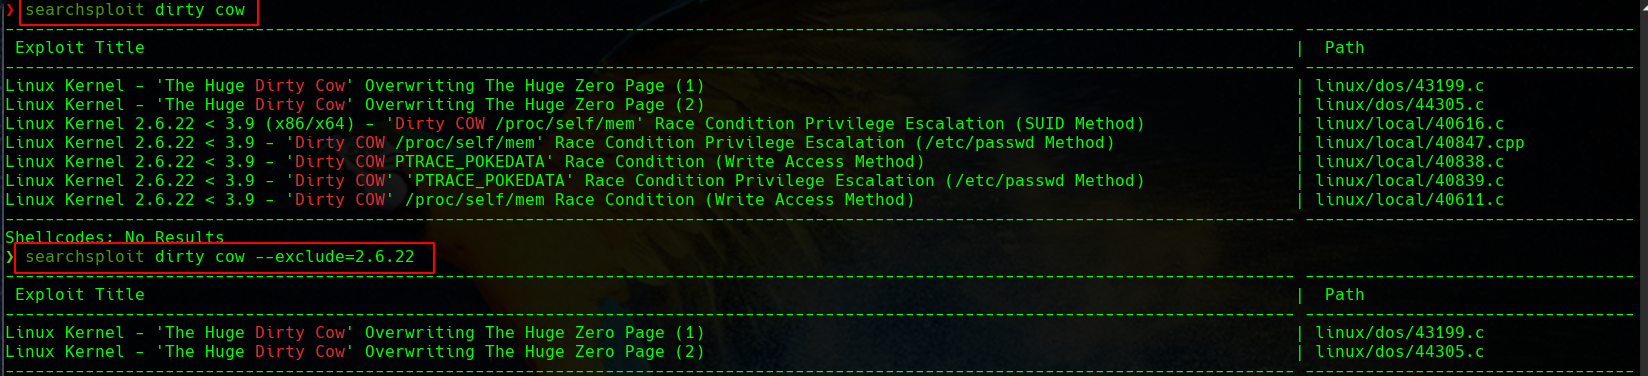 ❯ searchsploit dirty cow
---------------------------------------------------------------------------------------------------------------------------------- ---------------------------------
 Exploit Title                                                                                                                    |  Path
---------------------------------------------------------------------------------------------------------------------------------- ---------------------------------
Linux Kernel - 'The Huge Dirty Cow' Overwriting The Huge Zero Page (1)                                                            | linux/dos/43199.c
Linux Kernel - 'The Huge Dirty Cow' Overwriting The Huge Zero Page (2)                                                            | linux/dos/44305.c
Linux Kernel 2.6.22 < 3.9 (x86/x64) - 'Dirty COW /proc/self/mem' Race Condition Privilege Escalation (SUID Method)                | linux/local/40616.c
Linux Kernel 2.6.22 < 3.9 - 'Dirty COW /proc/self/mem' Race Condition Privilege Escalation (/etc/passwd Method)                   | linux/local/40847.cpp
Linux Kernel 2.6.22 < 3.9 - 'Dirty COW PTRACE_POKEDATA' Race Condition (Write Access Method)                                      | linux/local/40838.c
Linux Kernel 2.6.22 < 3.9 - 'Dirty COW' 'PTRACE_POKEDATA' Race Condition Privilege Escalation (/etc/passwd Method)                | linux/local/40839.c
Linux Kernel 2.6.22 < 3.9 - 'Dirty COW' /proc/self/mem Race Condition (Write Access Method)                                       | linux/local/40611.c
---------------------------------------------------------------------------------------------------------------------------------- ---------------------------------
Shellcodes: No Results
❯ searchsploit dirty cow --exclude=2.6.22
---------------------------------------------------------------------------------------------------------------------------------- ---------------------------------
 Exploit Title                                                                                                                    |  Path
---------------------------------------------------------------------------------------------------------------------------------- ---------------------------------
Linux Kernel - 'The Huge Dirty Cow' Overwriting The Huge Zero Page (1)                                                            | linux/dos/43199.c
Linux Kernel - 'The Huge Dirty Cow' Overwriting The Huge Zero Page (2)                                                            | linux/dos/44305.c
---------------------------------------------------------------------------------------------------------------------------------- ---------------------------------